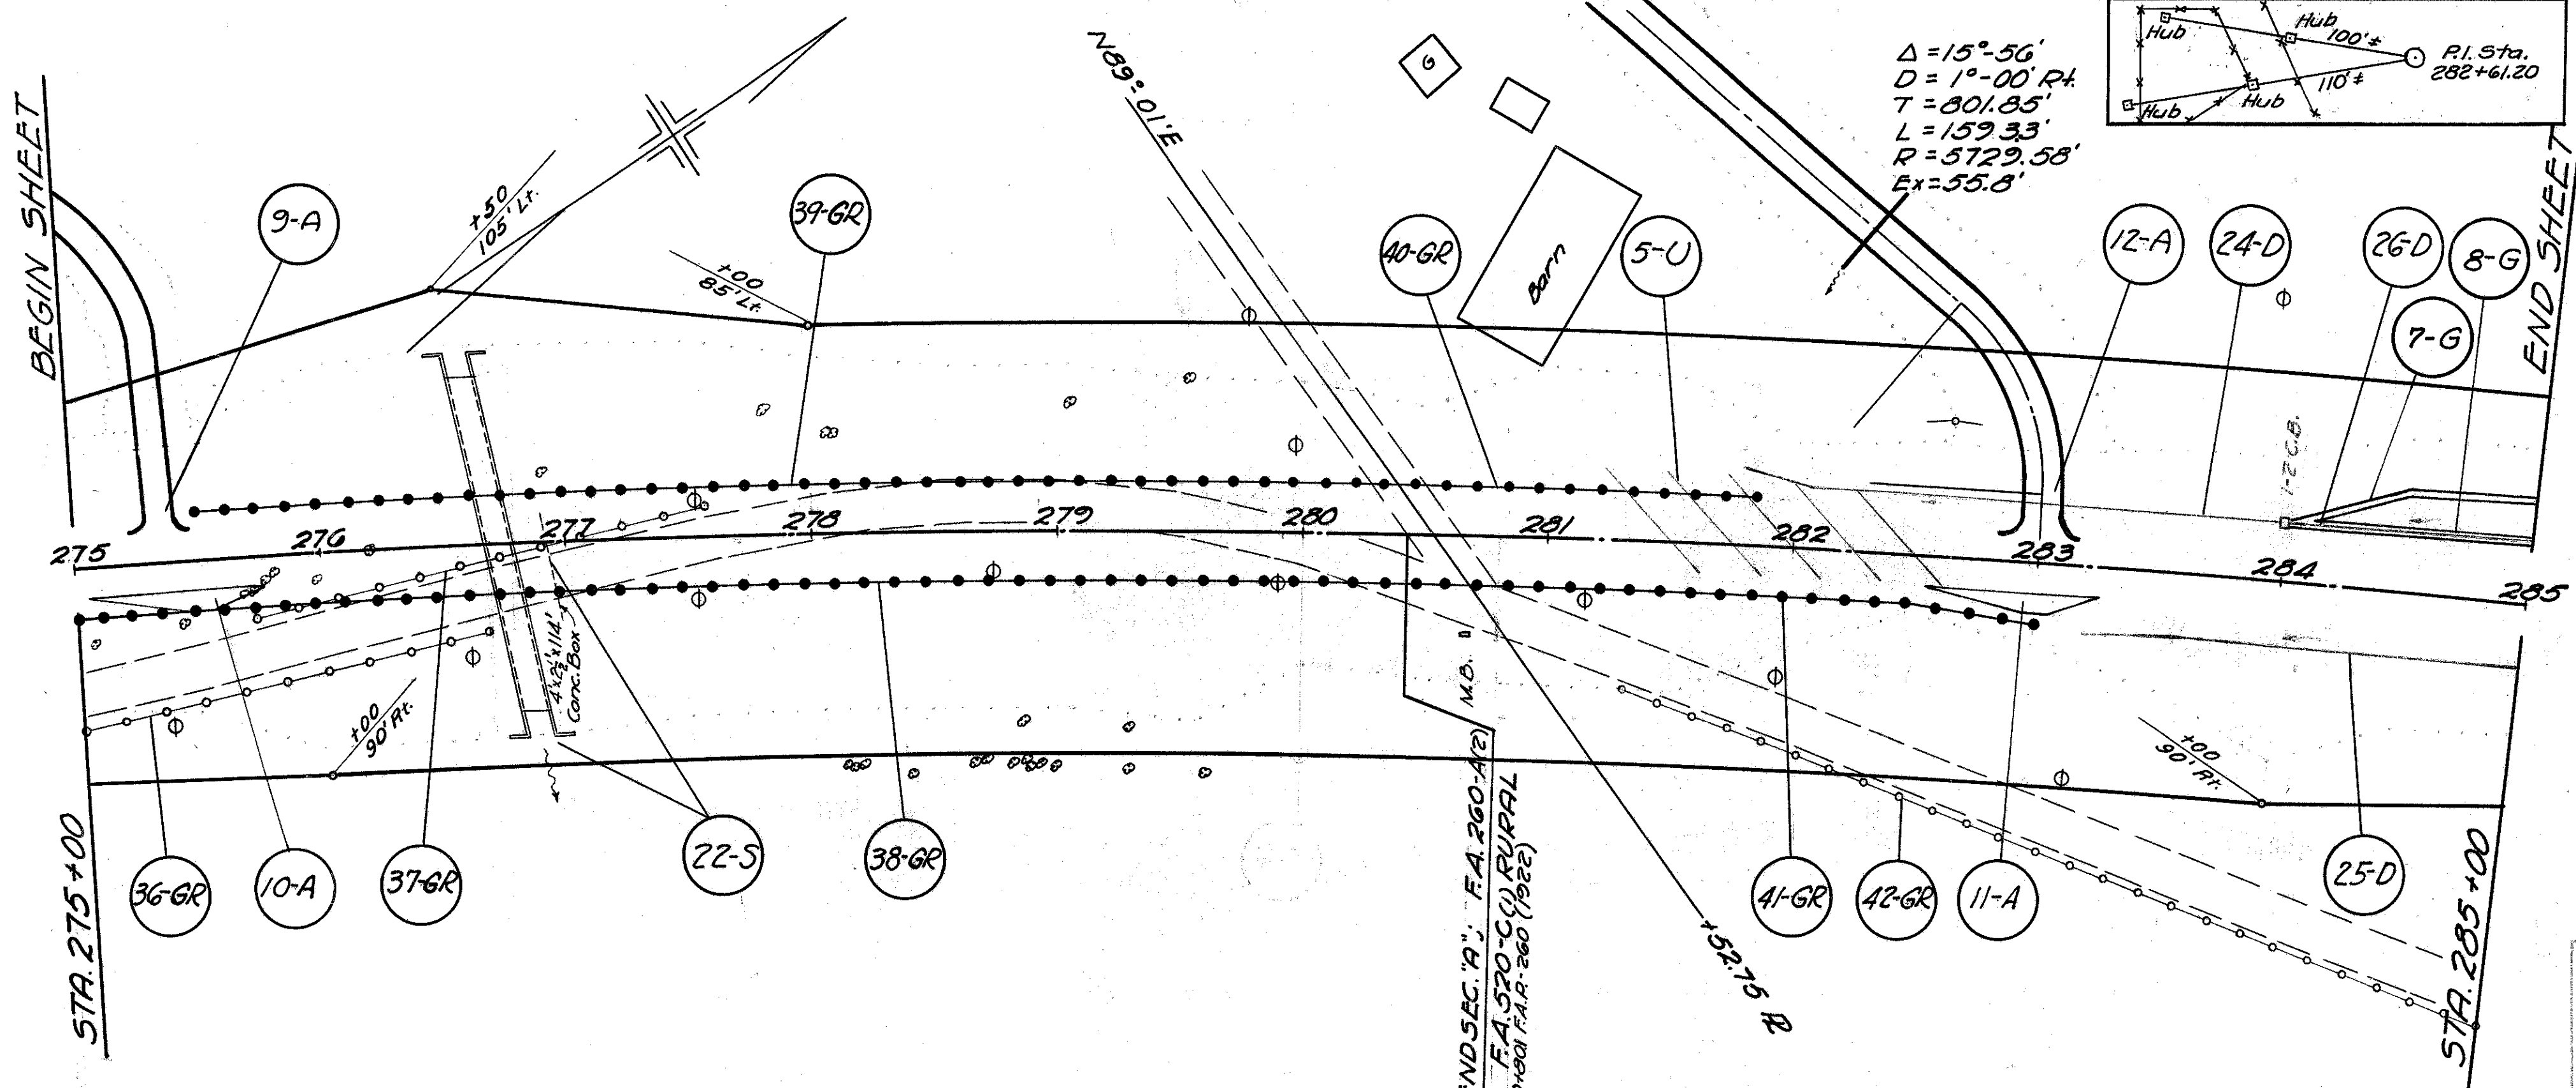 BEGIN SHEET
9-A
+50
105' Lt.
39-GR
+00
85' Lt.
N89°-01'E
G
Barn
40-GR
5-U
Δ = 15°-56'
D = 1°-00' Rt.
T = 801.85'
L = 1593.3'
R = 5729.58'
Ex = 55.8'
Hub
Hub
100'±
P.I. Sta.
282+61.20
110'±
Hub
Hub
12-A
24-D
26-D
8-G
7-G
END SHEET
1-2 C.B.
275
276
277
278
279
280
281
282
283
284
285
4'x2½'x114'
Conc. Box
+00
90' Rt.
M.B.
+00
90' Rt.
STA. 275+00
36-GR
10-A
37-GR
22-S
38-GR
END SEC. "A"; F.A. 260-A(2)
F.A. 520-C(1) RURAL
F.A.P.-260 (1922)
+52.75
41-GR
42-GR
11-A
25-D
STA. 285+00